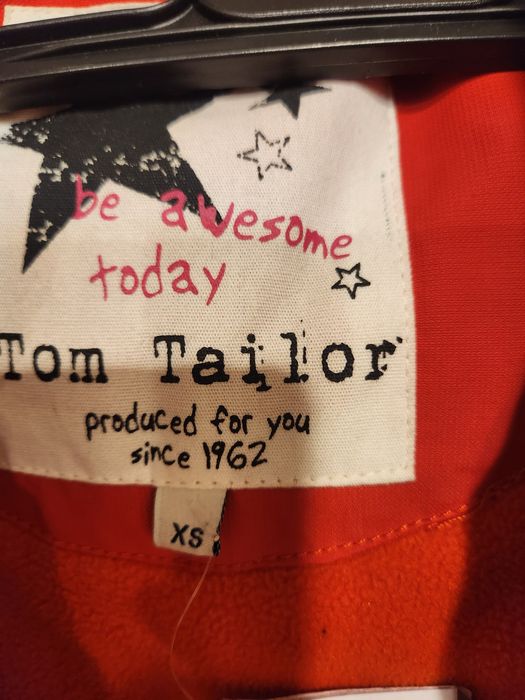 be awesome
today
Tom Tailor
produced for you
since 1962
XS